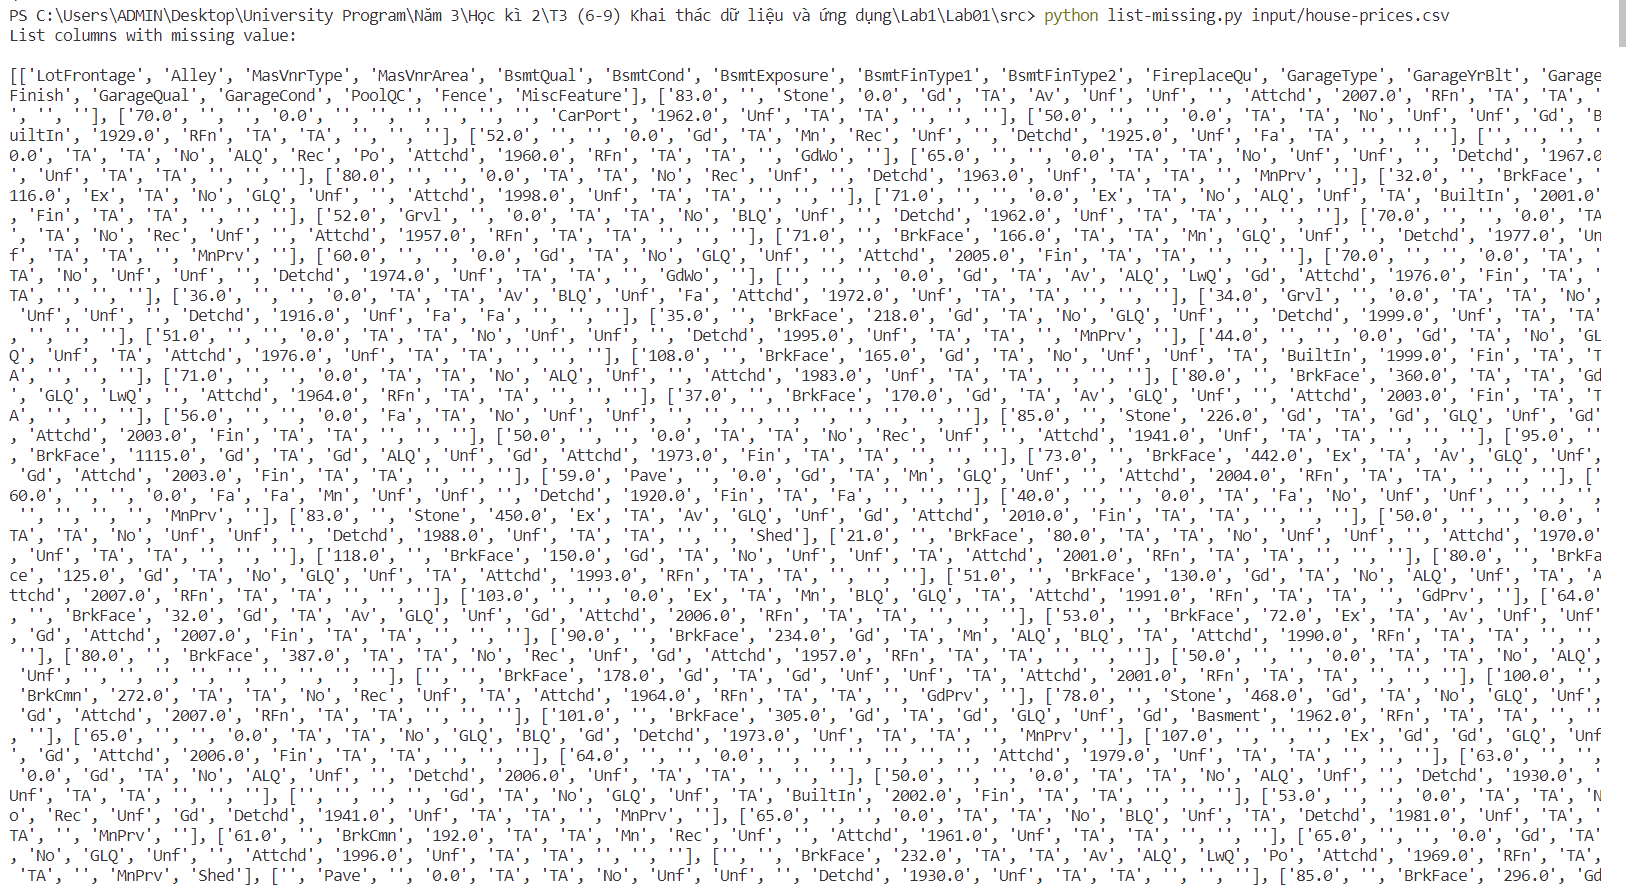 PS C:\Users\ADMIN\Desktop\University Program\Năm 3\Học kì 2\T3 (6-9) Khai thác dữ liệu và ứng dụng\Lab1\Lab01\src> python list-missing.py input/house-prices.csv
List columns with missing value:
[['LotFrontage', 'Alley', 'MasVnrType', 'MasVnrArea', 'BsmtQual', 'BsmtCond', 'BsmtExposure', 'BsmtFinType1', 'BsmtFinType2', 'FireplaceQu', 'GarageType', 'GarageYrBlt', 'Garage
Finish', 'GarageQual', 'GarageCond', 'PoolQC', 'Fence', 'MiscFeature'], ['83.0', '', 'Stone', '0.0', 'Gd', 'TA', 'Av', 'Unf', 'Unf', '', 'Attchd', '2007.0', 'RFn', 'TA', 'TA', '
', '', ''], ['70.0', '', '', '0.0', '', '', '', '', '', '', 'CarPort', '1962.0', 'Unf', 'TA', 'TA', '', '', ''], ['50.0', '', '', '0.0', 'TA', 'TA', 'No', 'Unf', 'Unf', 'Gd', 'B
uiltIn', '1929.0', 'RFn', 'TA', 'TA', '', '', ''], ['52.0', '', '', '0.0', 'Gd', 'TA', 'Mn', 'Rec', 'Unf', '', 'Detchd', '1925.0', 'Unf', 'Fa', 'TA', '', '', ''], ['', '', '', '
0.0', 'TA', 'TA', 'No', 'ALQ', 'Rec', 'Po', 'Attchd', '1960.0', 'RFn', 'TA', 'TA', '', 'GdWo', ''], ['65.0', '', '', '0.0', 'TA', 'TA', 'No', 'Unf', 'Unf', '', 'Detchd', '1967.0
', 'Unf', 'TA', 'TA', '', '', ''], ['80.0', '', '', '0.0', 'TA', 'TA', 'No', 'Rec', 'Unf', '', 'Detchd', '1963.0', 'Unf', 'TA', 'TA', '', 'MnPrv', ''], ['32.0', '', 'BrkFace', '
116.0', 'Ex', 'TA', 'No', 'GLQ', 'Unf', '', 'Attchd', '1998.0', 'Unf', 'TA', 'TA', '', '', ''], ['71.0', '', '', '0.0', 'Ex', 'TA', 'No', 'ALQ', 'Unf', 'TA', 'BuiltIn', '2001.0'
, 'Fin', 'TA', 'TA', '', '', ''], ['52.0', 'Grvl', '', '0.0', 'TA', 'TA', 'No', 'BLQ', 'Unf', '', 'Detchd', '1962.0', 'Unf', 'TA', 'TA', '', '', ''], ['70.0', '', '', '0.0', 'TA
', 'TA', 'No', 'Rec', 'Unf', '', 'Attchd', '1957.0', 'RFn', 'TA', 'TA', '', '', ''], ['71.0', '', 'BrkFace', '166.0', 'TA', 'TA', 'Mn', 'GLQ', 'Unf', '', 'Detchd', '1977.0', 'Un
f', 'TA', 'TA', '', 'MnPrv', ''], ['60.0', '', '', '0.0', 'Gd', 'TA', 'No', 'GLQ', 'Unf', '', 'Attchd', '2005.0', 'Fin', 'TA', 'TA', '', '', ''], ['70.0', '', '', '0.0', 'TA', '
TA', 'No', 'Unf', 'Unf', '', 'Detchd', '1974.0', 'Unf', 'TA', 'TA', '', 'GdWo', ''], ['', '', '', '0.0', 'Gd', 'TA', 'Av', 'ALQ', 'LwQ', 'Gd', 'Attchd', '1976.0', 'Fin', 'TA', '
TA', '', '', ''], ['36.0', '', '', '0.0', 'TA', 'TA', 'Av', 'BLQ', 'Unf', 'Fa', 'Attchd', '1972.0', 'Unf', 'TA', 'TA', '', '', ''], ['34.0', 'Grvl', '', '0.0', 'TA', 'TA', 'No',
'Unf', 'Unf', '', 'Detchd', '1916.0', 'Unf', 'Fa', 'Fa', '', '', ''], ['35.0', '', 'BrkFace', '218.0', 'Gd', 'TA', 'No', 'GLQ', 'Unf', '', 'Detchd', '1999.0', 'Unf', 'TA', 'TA'
, '', '', ''], ['51.0', '', '', '0.0', 'TA', 'TA', 'No', 'Unf', 'Unf', '', 'Detchd', '1995.0', 'Unf', 'TA', 'TA', '', 'MnPrv', ''], ['44.0', '', '', '0.0', 'Gd', 'TA', 'No', 'GL
Q', 'Unf', 'TA', 'Attchd', '1976.0', 'Unf', 'TA', 'TA', '', '', ''], ['108.0', '', 'BrkFace', '165.0', 'Gd', 'TA', 'No', 'Unf', 'Unf', 'TA', 'BuiltIn', '1999.0', 'Fin', 'TA', 'T
A', '', '', ''], ['71.0', '', '', '0.0', 'TA', 'TA', 'No', 'ALQ', 'Unf', '', 'Attchd', '1983.0', 'Unf', 'TA', 'TA', '', '', ''], ['80.0', '', 'BrkFace', '360.0', 'TA', 'TA', 'Gd
', 'GLQ', 'LwQ', '', 'Attchd', '1964.0', 'RFn', 'TA', 'TA', '', '', ''], ['37.0', '', 'BrkFace', '170.0', 'Gd', 'TA', 'Av', 'GLQ', 'Unf', '', 'Attchd', '2003.0', 'Fin', 'TA', 'T
A', '', '', ''], ['56.0', '', '', '0.0', 'Fa', 'TA', 'No', 'Unf', 'Unf', '', '', '', '', '', '', '', '', ''], ['85.0', '', 'Stone', '226.0', 'Gd', 'TA', 'Gd', 'GLQ', 'Unf', 'Gd'
, 'Attchd', '2003.0', 'Fin', 'TA', 'TA', '', '', ''], ['50.0', '', '', '0.0', 'TA', 'TA', 'No', 'Rec', 'Unf', '', 'Attchd', '1941.0', 'Unf', 'TA', 'TA', '', '', ''], ['95.0', ''
, 'BrkFace', '1115.0', 'Gd', 'TA', 'Gd', 'ALQ', 'Unf', 'Gd', 'Attchd', '1973.0', 'Fin', 'TA', 'TA', '', '', ''], ['73.0', '', 'BrkFace', '442.0', 'Ex', 'TA', 'Av', 'GLQ', 'Unf',
'Gd', 'Attchd', '2003.0', 'Fin', 'TA', 'TA', '', '', ''], ['59.0', 'Pave', '', '0.0', 'Gd', 'TA', 'Mn', 'GLQ', 'Unf', '', 'Attchd', '2004.0', 'RFn', 'TA', 'TA', '', '', ''], ['
60.0', '', '', '0.0', 'Fa', 'Fa', 'Mn', 'Unf', 'Unf', '', 'Detchd', '1920.0', 'Fin', 'TA', 'Fa', '', '', ''], ['40.0', '', '', '0.0', 'TA', 'Fa', 'No', 'Unf', 'Unf', '', '', '',
'', '', '', '', 'MnPrv', ''], ['83.0', '', 'Stone', '450.0', 'Ex', 'TA', 'Av', 'GLQ', 'Unf', 'Gd', 'Attchd', '2010.0', 'Fin', 'TA', 'TA', '', '', ''], ['50.0', '', '', '0.0', '
TA', 'TA', 'No', 'Unf', 'Unf', '', 'Detchd', '1988.0', 'Unf', 'TA', 'TA', '', '', 'Shed'], ['21.0', '', 'BrkFace', '80.0', 'TA', 'TA', 'No', 'Unf', 'Unf', '', 'Attchd', '1970.0'
, 'Unf', 'TA', 'TA', '', '', ''], ['118.0', '', 'BrkFace', '150.0', 'Gd', 'TA', 'No', 'Unf', 'Unf', 'TA', 'Attchd', '2001.0', 'RFn', 'TA', 'TA', '', '', ''], ['80.0', '', 'BrkFa
ce', '125.0', 'Gd', 'TA', 'No', 'GLQ', 'Unf', 'TA', 'Attchd', '1993.0', 'RFn', 'TA', 'TA', '', '', ''], ['51.0', '', 'BrkFace', '130.0', 'Gd', 'TA', 'No', 'ALQ', 'Unf', 'TA', 'A
ttchd', '2007.0', 'RFn', 'TA', 'TA', '', '', ''], ['103.0', '', '', '0.0', 'Ex', 'TA', 'Mn', 'BLQ', 'GLQ', 'TA', 'Attchd', '1991.0', 'RFn', 'TA', 'TA', '', 'GdPrv', ''], ['64.0'
, '', 'BrkFace', '32.0', 'Gd', 'TA', 'Av', 'GLQ', 'Unf', 'Gd', 'Attchd', '2006.0', 'RFn', 'TA', 'TA', '', '', ''], ['53.0', '', 'BrkFace', '72.0', 'Ex', 'TA', 'Av', 'Unf', 'Unf'
, 'Gd', 'Attchd', '2007.0', 'Fin', 'TA', 'TA', '', '', ''], ['90.0', '', 'BrkFace', '234.0', 'Gd', 'TA', 'Mn', 'ALQ', 'BLQ', 'TA', 'Attchd', '1990.0', 'RFn', 'TA', 'TA', '', '',
''], ['80.0', '', 'BrkFace', '387.0', 'TA', 'TA', 'No', 'Rec', 'Unf', 'Gd', 'Attchd', '1957.0', 'RFn', 'TA', 'TA', '', '', ''], ['50.0', '', '', '0.0', 'TA', 'TA', 'No', 'ALQ',
'Unf', '', '', '', '', '', '', '', '', ''], ['', '', 'BrkFace', '178.0', 'Gd', 'TA', 'Gd', 'Unf', 'Unf', 'TA', 'Attchd', '2001.0', 'RFn', 'TA', 'TA', '', '', ''], ['100.0', '',
'BrkCmn', '272.0', 'TA', 'TA', 'No', 'Rec', 'Unf', 'TA', 'Attchd', '1964.0', 'RFn', 'TA', 'TA', '', 'GdPrv', ''], ['78.0', '', 'Stone', '468.0', 'Gd', 'TA', 'No', 'GLQ', 'Unf',
'Gd', 'Attchd', '2007.0', 'RFn', 'TA', 'TA', '', '', ''], ['101.0', '', 'BrkFace', '305.0', 'Gd', 'TA', 'Gd', 'GLQ', 'Unf', 'Gd', 'Basment', '1962.0', 'RFn', 'TA', 'TA', '', ''
, ''], ['65.0', '', '', '0.0', 'TA', 'TA', 'No', 'GLQ', 'BLQ', 'Gd', 'Detchd', '1973.0', 'Unf', 'TA', 'TA', '', 'MnPrv', ''], ['107.0', '', '', '', 'Ex', 'Gd', 'Gd', 'GLQ', 'Unf
', 'Gd', 'Attchd', '2006.0', 'Fin', 'TA', 'TA', '', '', ''], ['64.0', '', '', '0.0', '', '', '', '', '', '', 'Attchd', '1979.0', 'Unf', 'TA', 'TA', '', '', ''], ['63.0', '', '',
'0.0', 'Gd', 'TA', 'No', 'ALQ', 'Unf', '', 'Detchd', '2006.0', 'Unf', 'TA', 'TA', '', '', ''], ['50.0', '', '', '0.0', 'TA', 'TA', 'No', 'ALQ', 'Unf', '', 'Detchd', '1930.0', '
Unf', 'TA', 'TA', '', '', ''], ['', '', '', '', 'Gd', 'TA', 'No', 'GLQ', 'Unf', 'TA', 'BuiltIn', '2002.0', 'Fin', 'TA', 'TA', '', '', ''], ['53.0', '', '', '0.0', 'TA', 'TA', 'N
o', 'Rec', 'Unf', 'Gd', 'Detchd', '1941.0', 'Unf', 'TA', 'TA', '', 'MnPrv', ''], ['65.0', '', '', '0.0', 'TA', 'TA', 'No', 'BLQ', 'Unf', 'TA', 'Detchd', '1981.0', 'Unf', 'TA', '
TA', '', 'MnPrv', ''], ['61.0', '', 'BrkCmn', '192.0', 'TA', 'TA', 'Mn', 'Rec', 'Unf', '', 'Attchd', '1961.0', 'Unf', 'TA', 'TA', '', '', ''], ['65.0', '', '', '0.0', 'Gd', 'TA'
, 'No', 'GLQ', 'Unf', '', 'Attchd', '1996.0', 'Unf', 'TA', 'TA', '', '', ''], ['', '', 'BrkFace', '232.0', 'TA', 'TA', 'Av', 'ALQ', 'LwQ', 'Po', 'Attchd', '1969.0', 'RFn', 'TA',
'TA', '', 'MnPrv', 'Shed'], ['', 'Pave', '', '0.0', 'TA', 'TA', 'No', 'Unf', 'Unf', '', 'Detchd', '1930.0', 'Unf', 'TA', 'TA', '', '', ''], ['85.0', '', 'BrkFace', '296.0', 'Gd